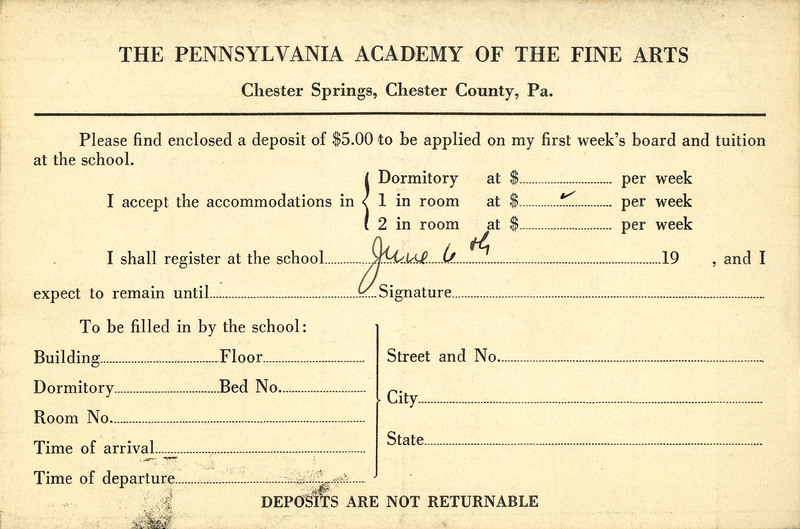 THE PENNSYLVANIA ACADEMY OF THE FINE ARTS
Chester Springs, Chester County, Pa.
Please find enclosed a deposit of $5.00 to be applied on my first week's board and tuition
at the school.
Dormitory at $ per week
I accept the accommodations in { 1 in room at $ ✓ per week
2 in room at $ per week
I shall register at the school June 6th 19 , and I
expect to remain until Signature
To be filled in by the school:
Building Floor
Dormitory Bed No.
Room No.
Time of arrival
Time of departure
Street and No.
City
State
DEPOSITS ARE NOT RETURNABLE